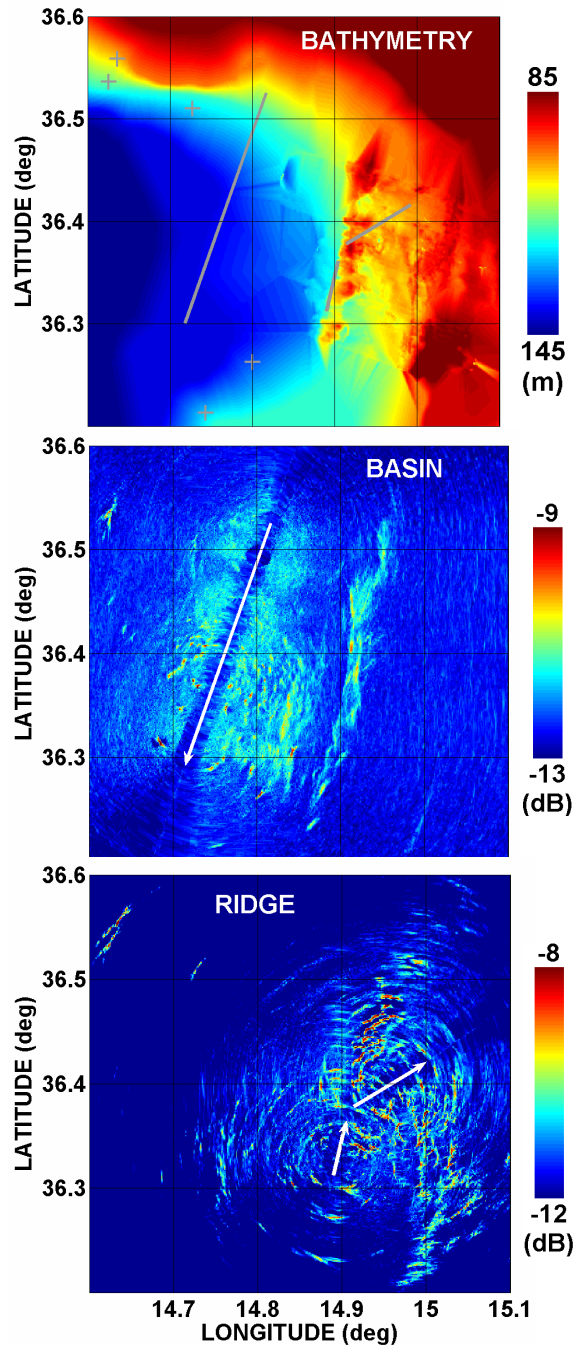 BATHYMETRY
36.6
36.5
36.4
36.3
LATITUDE (deg)
85
145
(m)
BASIN
36.6
36.5
36.4
36.3
LATITUDE (deg)
-9
-13
(dB)
RIDGE
36.6
36.5
36.4
36.3
LATITUDE (deg)
-8
-12
(dB)
14.7 14.8 14.9 15 15.1
LONGITUDE (deg)